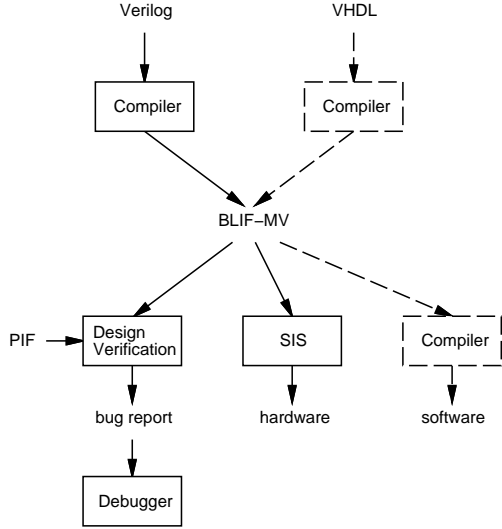 Verilog
VHDL
Compiler
Compiler
BLIF–MV
PIF
Design
Verification
SIS
Compiler
bug report
hardware
software
Debugger